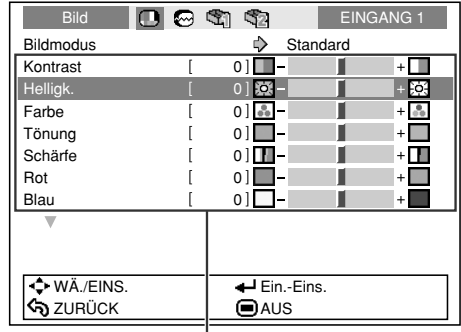 Bild EINGANG 1
Bildmodus Standard
Kontrast [ 0] - +
Helligk. [ 0] - +
Farbe [ 0] - +
Tönung [ 0] - +
Schärfe [ 0] - +
Rot [ 0] - +
Blau [ 0] - +
WÄ./EINS. Ein.-Eins.
ZURÜCK AUS